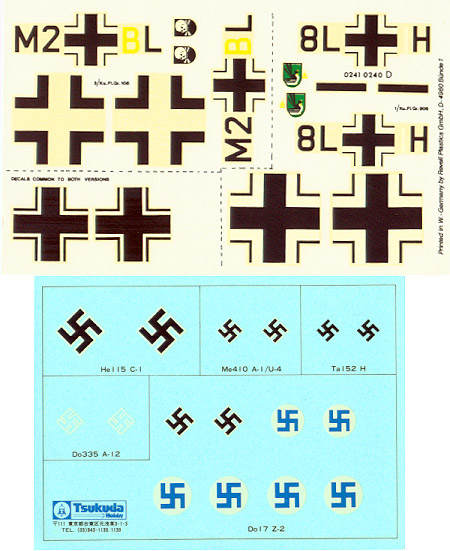 M2 BL
8L H
3/Kü.Fl.Gr. 106
M2 BL
0241 0240 D
1/Kü.Fl.Gr. 906
8L H
DECALS COMMON TO BOTH VERSIONS
Printed in W.-Germany by Revell Plastics GmbH, D-4980 Bünde 1
He115 C-1
Me410 A-1/U-4
Ta152 H
Do335 A-12
Tsukuda
Hobby
〒111 東京都台東区元浅草3-1-3
TEL. (03)843-1130.1139
Do17 Z-2